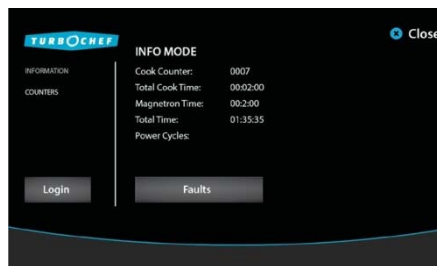 TURBOCHEF
Close
INFO MODE
INFORMATION
COUNTERS
Cook Counter: 0007
Total Cook Time: 00:02:00
Magnetron Time: 00:2:00
Total Time: 01:35:35
Power Cycles:
Login
Faults